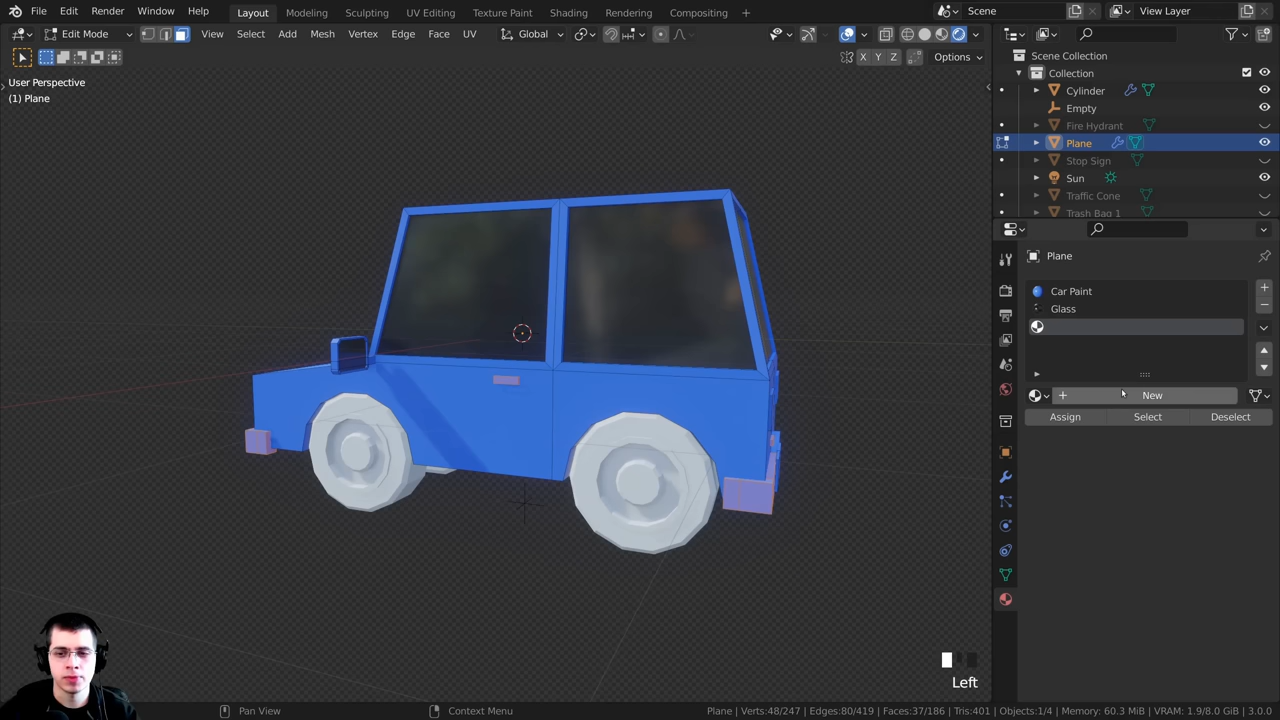 File Edit Render Window Help Layout Modeling Sculpting UV Editing Texture Paint Shading Rendering Compositing + Scene View Layer
Edit Mode View Select Add Mesh Vertex Edge Face UV Global
X Y Z Options
User Perspective
(1) Plane
Scene Collection
Collection
Cylinder
Empty
Fire Hydrant
Plane
Stop Sign
Sun
Traffic Cone
Trash Bag 1
Plane
Car Paint
Glass
New
Assign Select Deselect
Left
Pan View Context Menu Plane | Verts:48/247 | Edges:80/419 | Faces:37/186 | Tris:401 | Objects:1/4 | Memory: 60.3 MiB | VRAM: 1.9/8.0 GiB | 3.0.0